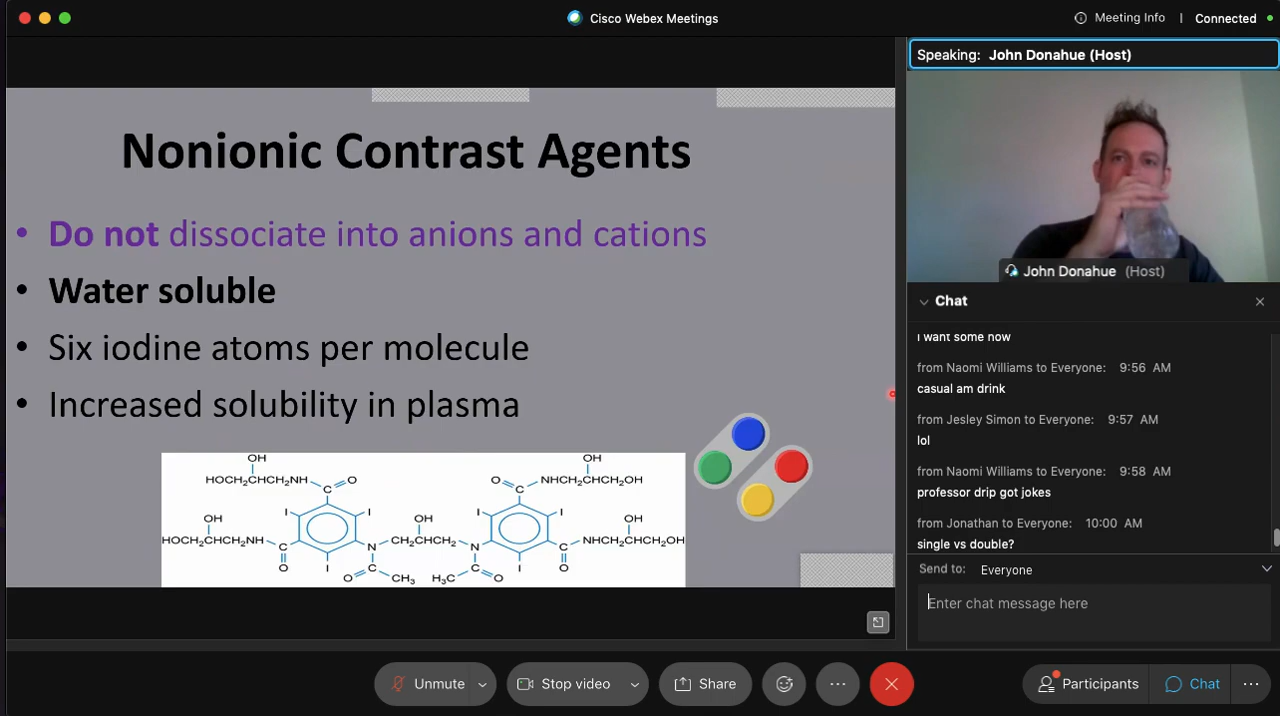 Cisco Webex Meetings
Meeting Info
Connected
Speaking: John Donahue (Host)
Nonionic Contrast Agents
• Do not dissociate into anions and cations
• Water soluble
• Six iodine atoms per molecule
• Increased solubility in plasma
OH
HOCH₂CHCH₂NH
C
O
O
C
OH
NHCH₂CHCH₂OH
I
I
I
I
OH
HOCH₂CHCH₂NH
C
O
I
N
OH
CH₂CHCH₂
N
I
C
O
OH
NHCH₂CHCH₂OH
O
C
CH₃
H₃C
C
O
John Donahue (Host)
Chat
I want some now
from Naomi Williams to Everyone: 9:56 AM
casual am drink
from Jesley Simon to Everyone: 9:57 AM
lol
from Naomi Williams to Everyone: 9:58 AM
professor drip got jokes
from Jonathan to Everyone: 10:00 AM
single vs double?
Send to: Everyone
Enter chat message here
Unmute
Stop video
Share
Participants
Chat